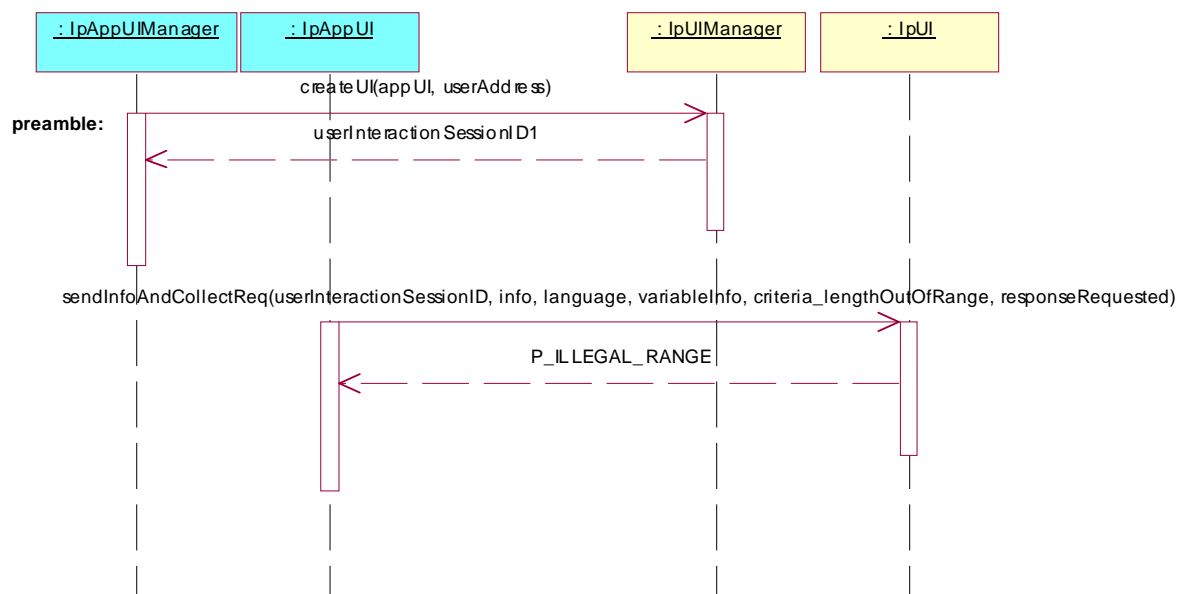 : IpAppUIManager
: IpAppUI
: IpUIManager
: IpUI
createUI(appUI, userAddress)
preamble:
userInteractionSessionID1
sendInfoAndCollectReq(userInteractionSessionID, info, language, variableInfo, criteria_lengthOutOfRange, responseRequested)
P_ILLEGAL_RANGE